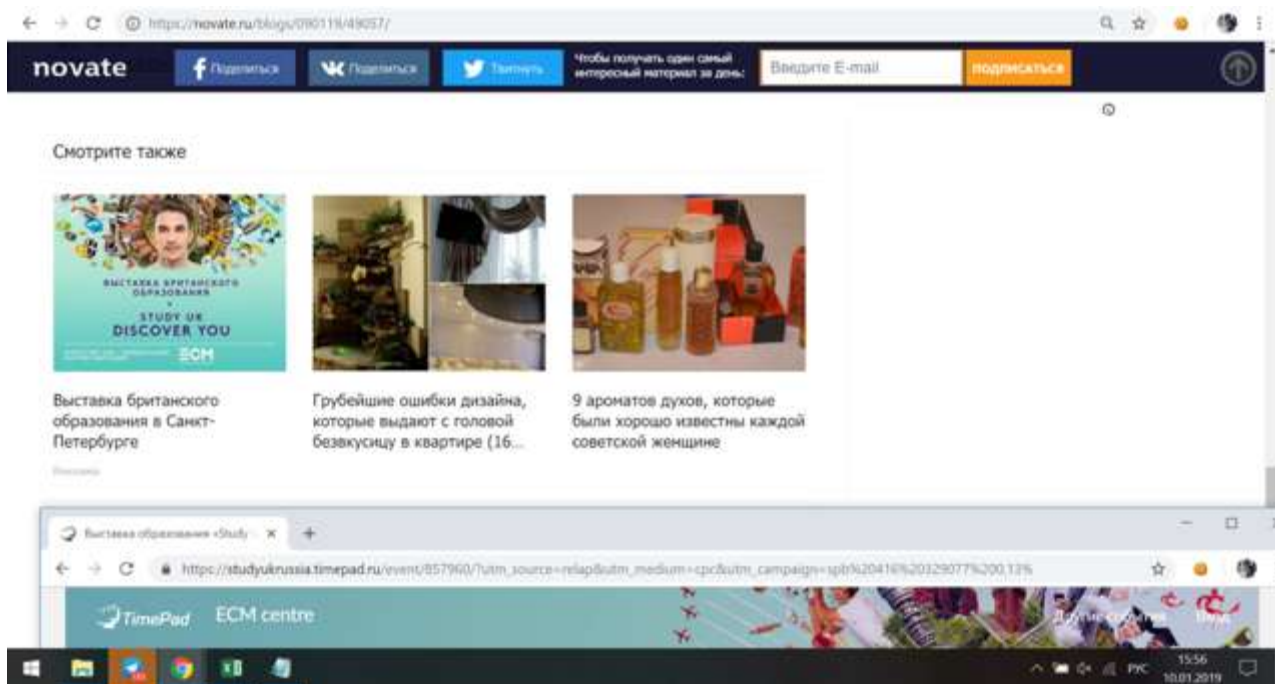 https://novate.ru/blogs/090119/49057/
novate
Поделиться
Поделиться
Твитнуть
Чтобы получать один самый
интересный материал за день:
Введите E-mail
подписаться
Смотрите также
ВЫСТАВКА БРИТАНСКОГО
ОБРАЗОВАНИЯ
STUDY UK
DISCOVER YOU
ECM
Выставка британского
образования в Санкт-
Петербурге
Реклама
Грубейшие ошибки дизайна,
которые выдают с головой
безвкусицу в квартире (16...
9 ароматов духов, которые
были хорошо известны каждой
советской женщине
Выставка образования «Study
https://studyukrussia.timepad.ru/event/857960/?utm_source=relap&utm_medium=cpc&utm_campaign=spb%20416%20329077%200.13%
TimePad
ECM centre
Другие события
Вход
РУС
15:56
10.01.2019